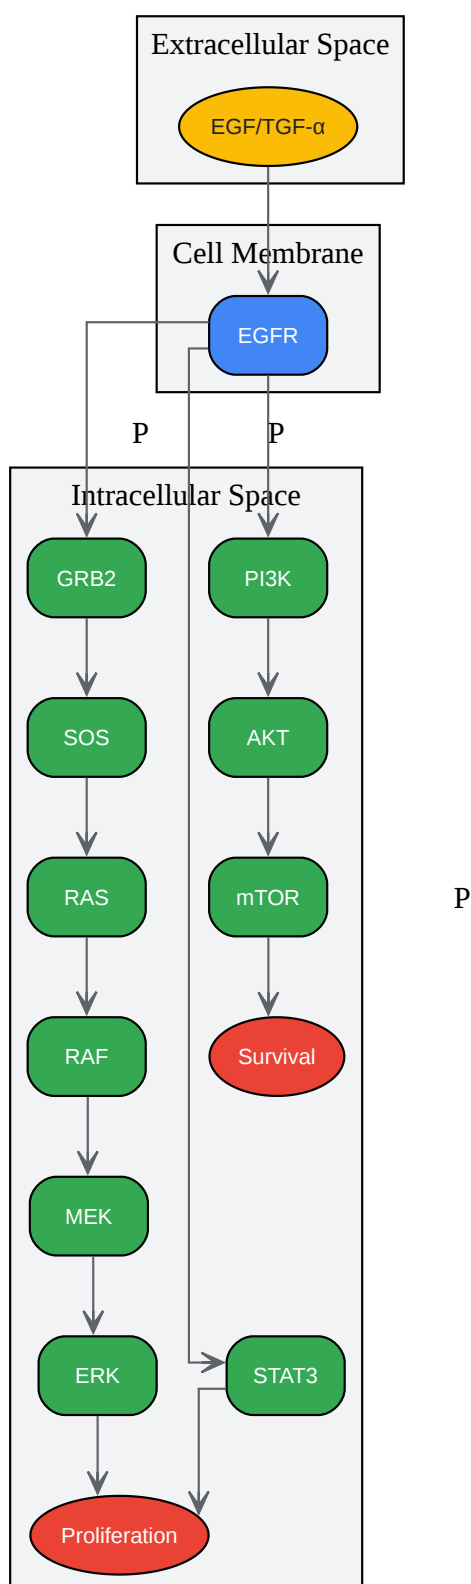 Extracellular Space
EGF/TGF-α
Cell Membrane
EGFR
P
P
Intracellular Space
GRB2
PI3K
SOS
AKT
RAS
mTOR
P
RAF
Survival
MEK
ERK
STAT3
Proliferation